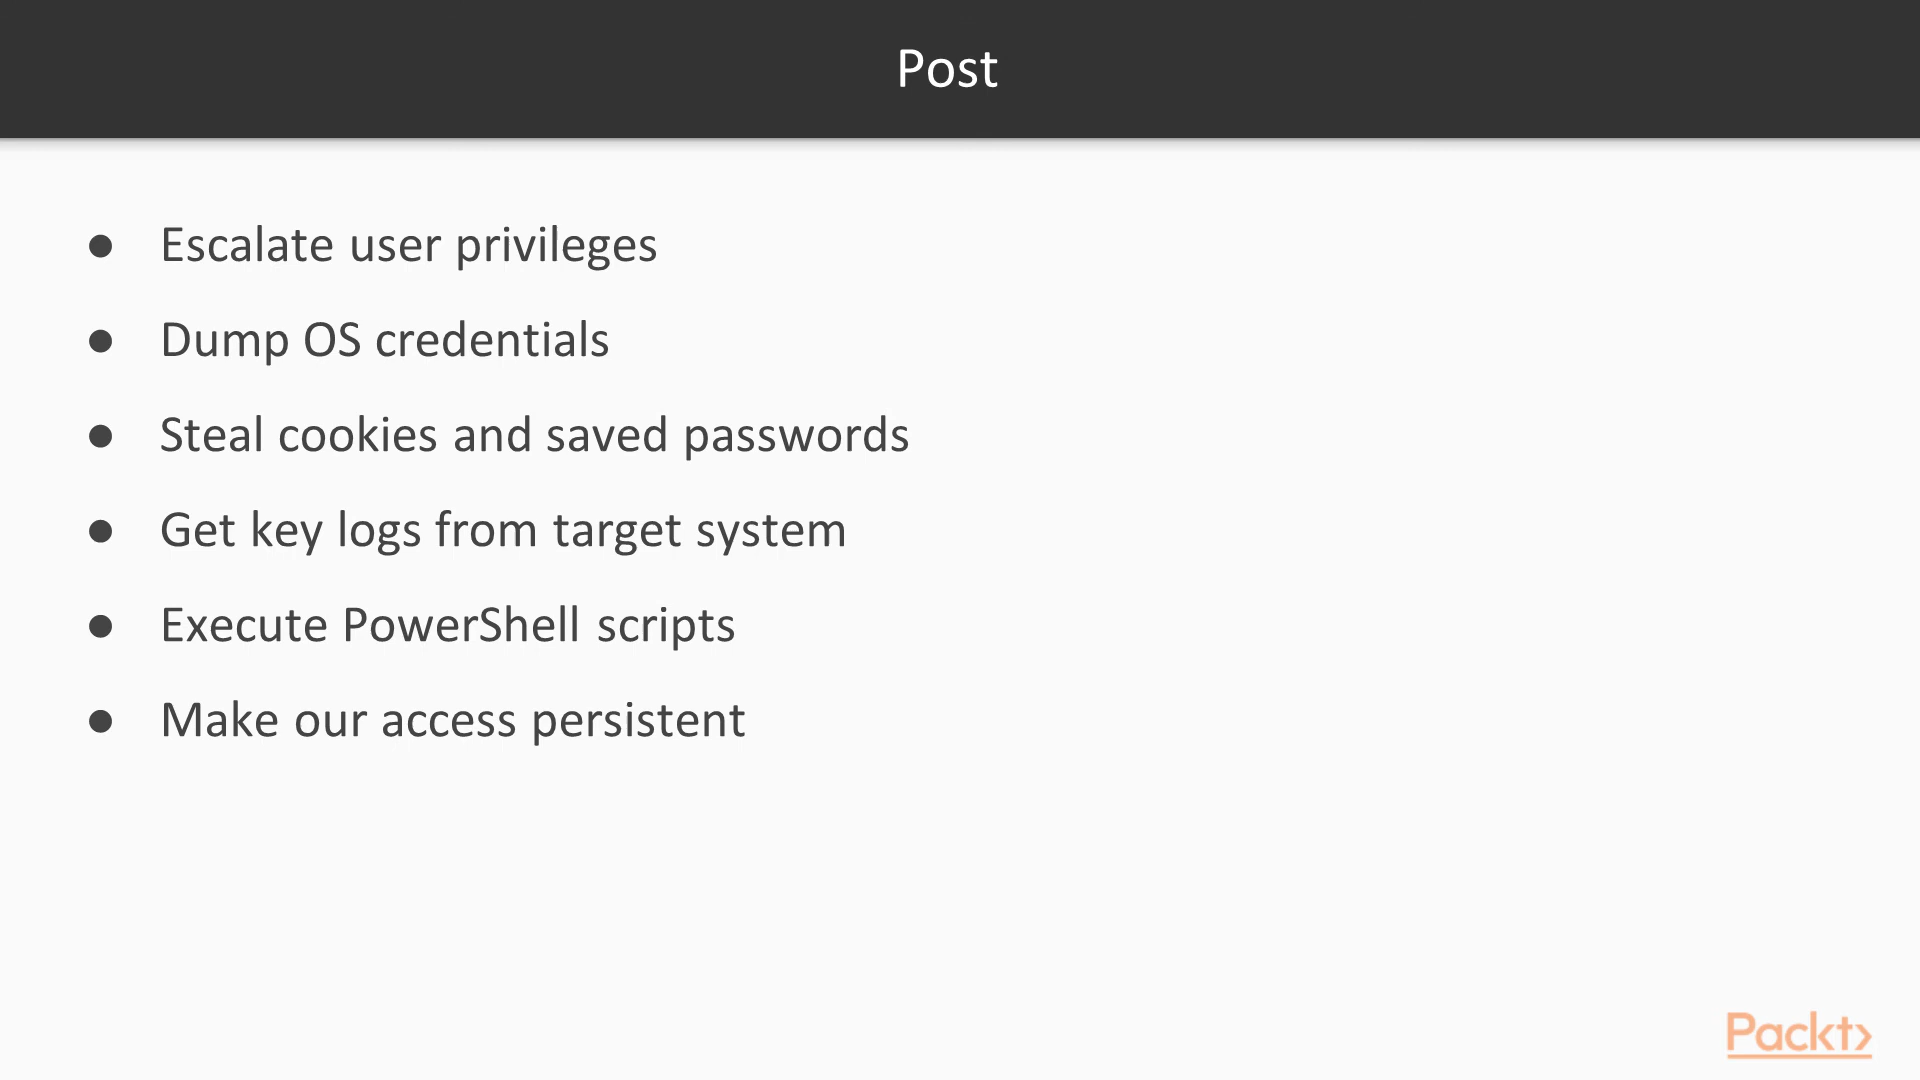 Post
● Escalate user privileges
● Dump OS credentials
● Steal cookies and saved passwords
● Get key logs from target system
● Execute PowerShell scripts
● Make our access persistent
Packt>